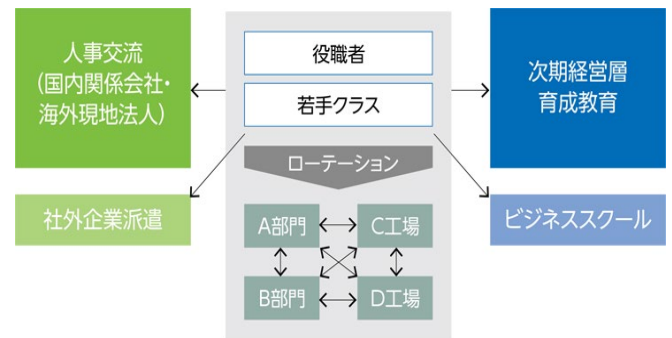 人事交流
(国内関係会社・
海外現地法人)
社外企業派遣
役職者
若手クラス
ローテーション
A部門
C工場
B部門
D工場
次期経営層
育成教育
ビジネススクール